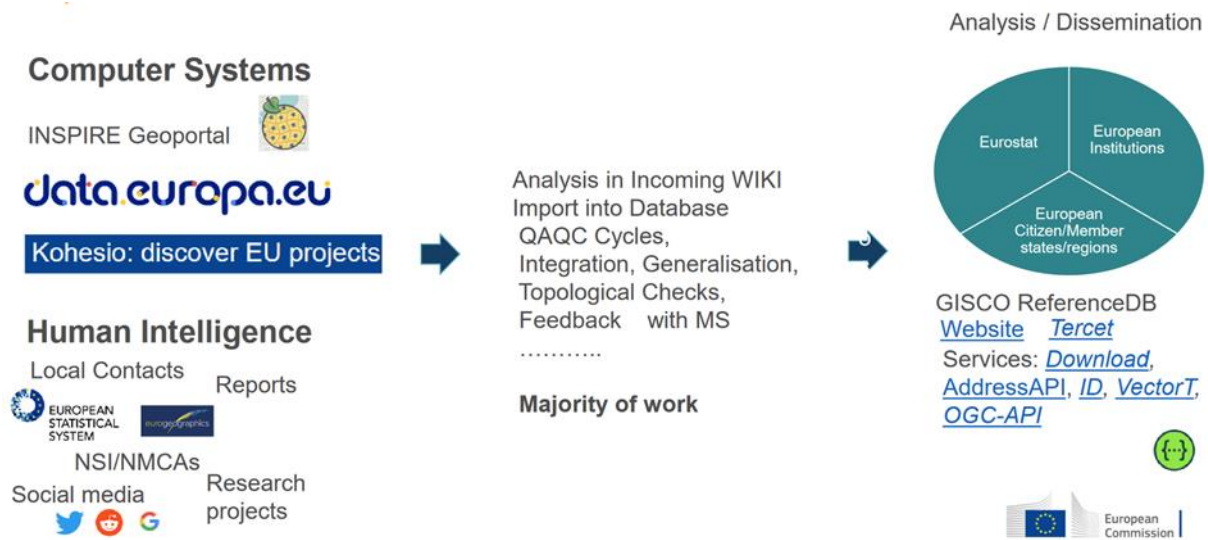 Computer Systems
INSPIRE Geoportal
data.europa.eu
Kohesio: discover EU projects
Human Intelligence
Local Contacts
Reports
EUROPEAN
STATISTICAL
SYSTEM
eurogeographics
NSI/NMCAs
Social media
Research
projects
Analysis in Incoming WIKI
Import into Database
QAQC Cycles,
Integration, Generalisation,
Topological Checks,
Feedback with MS
………..
Majority of work
Analysis / Dissemination
Eurostat
European
Institutions
European
Citizen/Member
states/regions
GISCO ReferenceDB
Website Tercet
Services: Download,
AddressAPI, ID, VectorT,
OGC-API
{...}
European
Commission